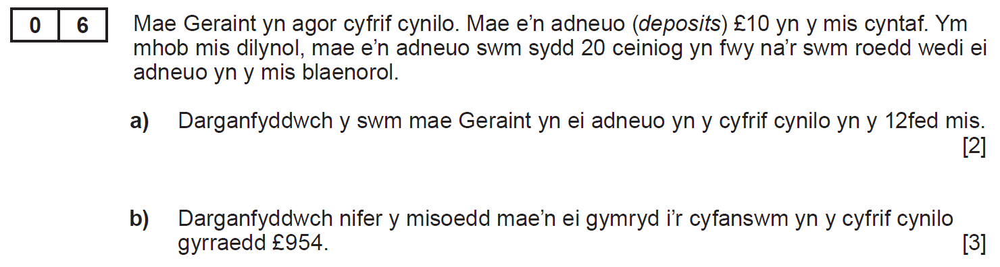 0 6 Mae Geraint yn agor cyfrif cynilo. Mae e’n adneuo (deposits) £10 yn y mis cyntaf. Ym
mhob mis dilynol, mae e’n adneuo swm sydd 20 ceiniog yn fwy na’r swm roedd wedi ei
adneuo yn y mis blaenorol.
a) Darganfyddwch y swm mae Geraint yn ei adneuo yn y cyfrif cynilo yn y 12fed mis.
[2]
b) Darganfyddwch nifer y misoedd mae’n ei gymryd i’r cyfanswm yn y cyfrif cynilo
gyrraedd £954. [3]